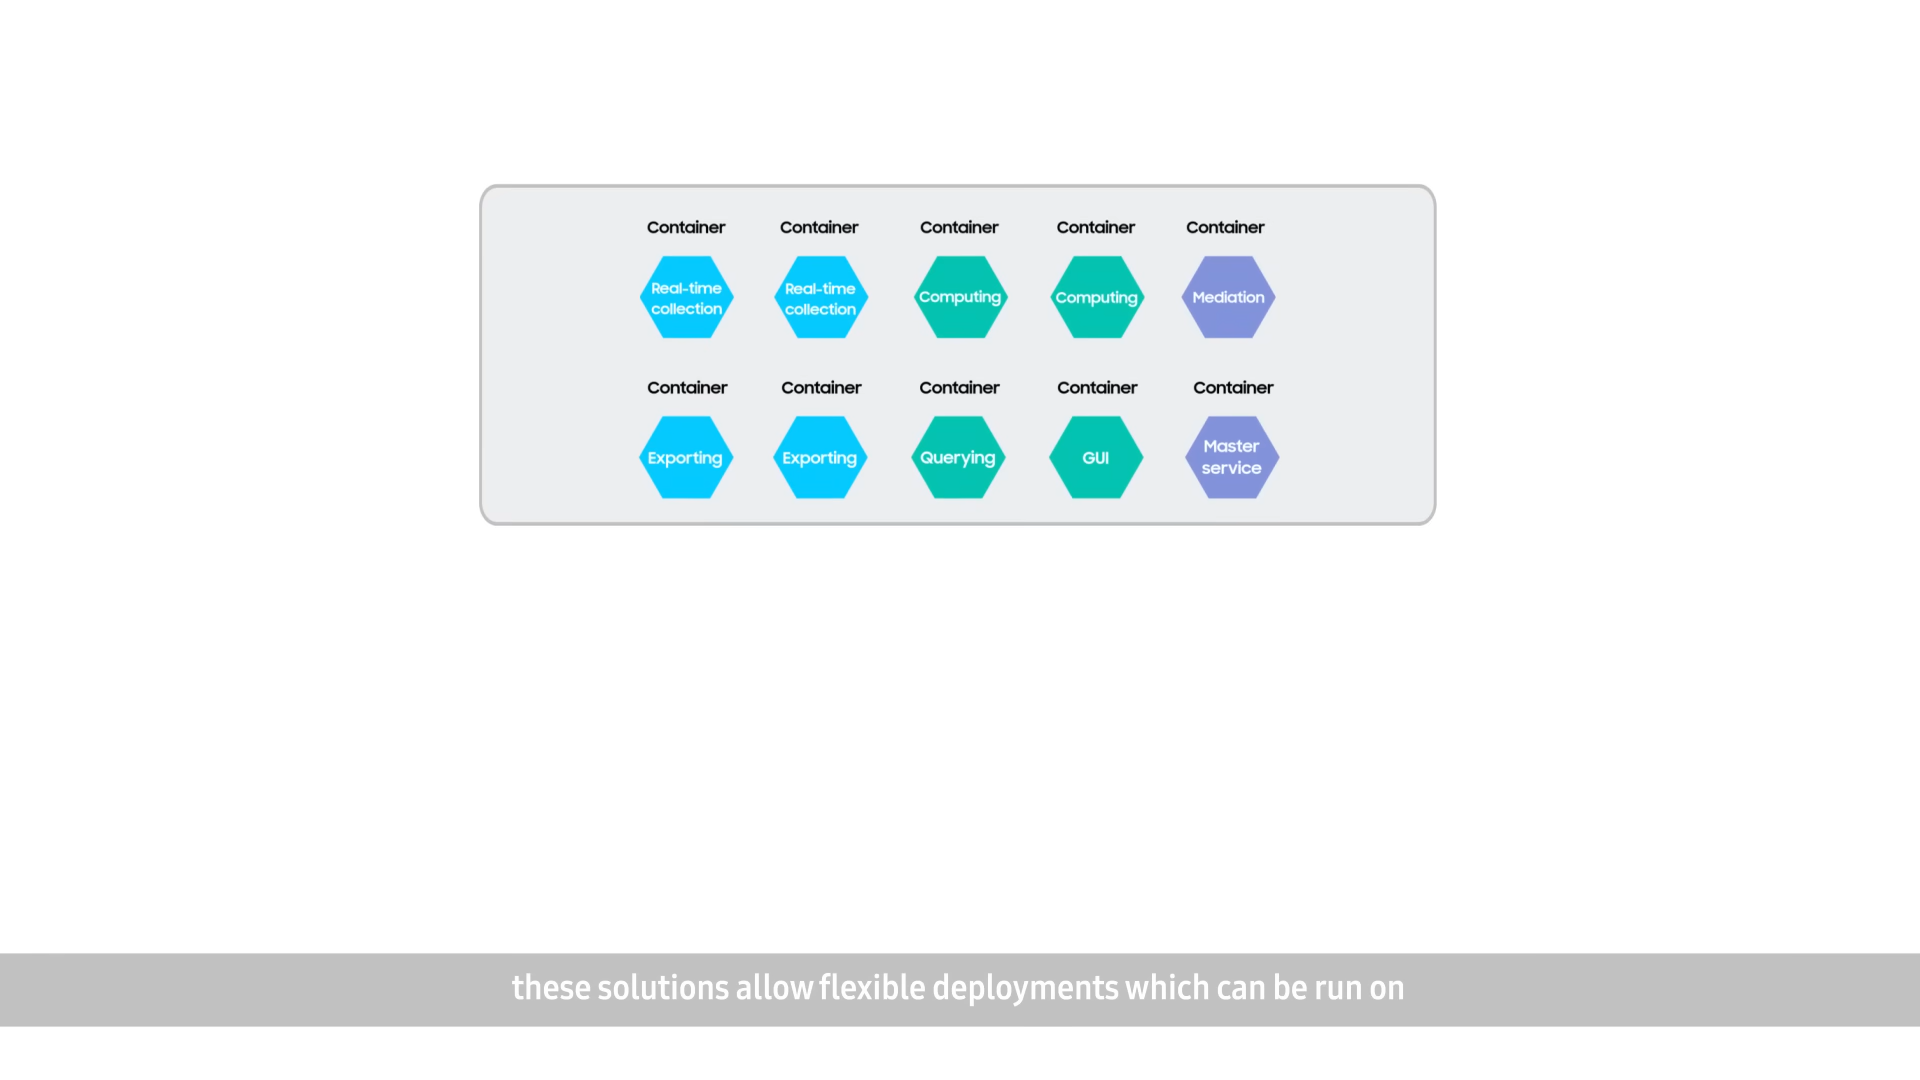 Container Container Container Container Container
Real-time collection Real-time collection Computing Computing Mediation
Container Container Container Container Container
Exporting Exporting Querying GUI Master service
these solutions allow flexible deployments which can be run on